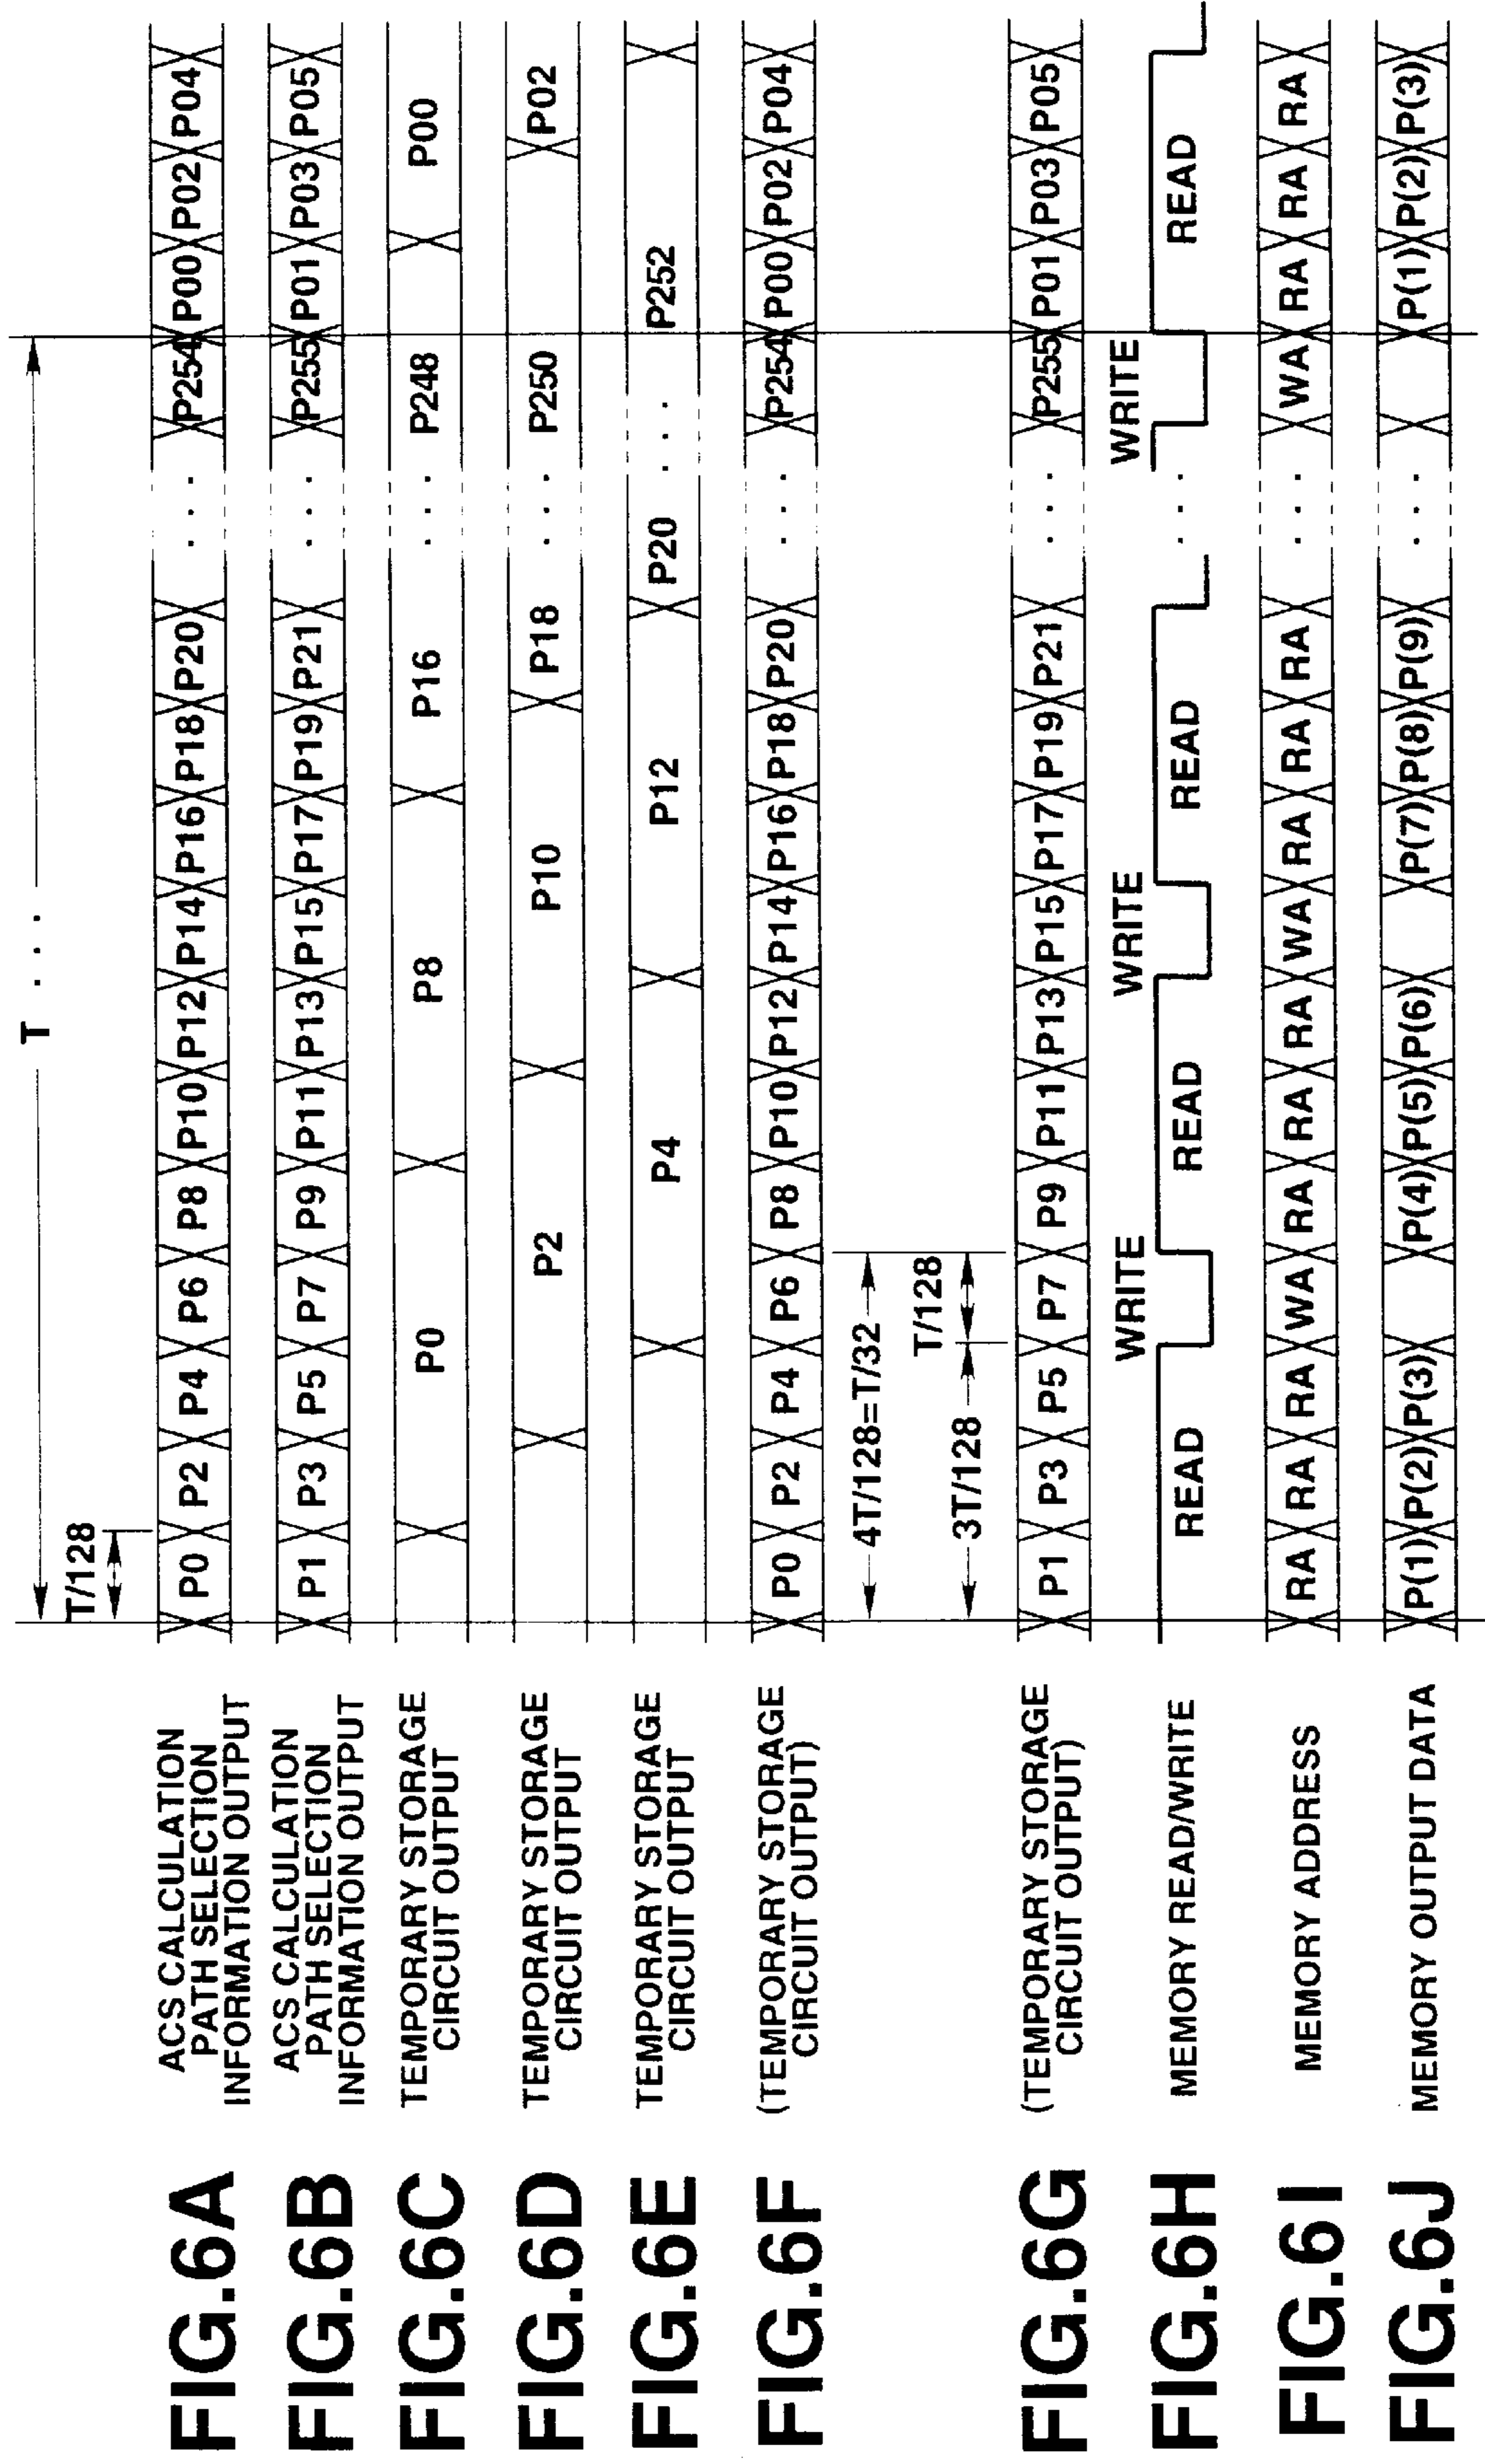 T . . .
T/128
FIG.6A
ACS CALCULATION
PATH SELECTION
INFORMATION OUTPUT
P0 P2 P4 P6 P8 P10 P12 P14 P16 P18 P20 . . . P254 P00 P02 P04
FIG.6B
ACS CALCULATION
PATH SELECTION
INFORMATION OUTPUT
P1 P3 P5 P7 P9 P11 P13 P15 P17 P19 P21 . . . P255 P01 P03 P05
FIG.6C
TEMPORARY STORAGE
CIRCUIT OUTPUT
P0 P8 P16 . . . P248 P00
FIG.6D
TEMPORARY STORAGE
CIRCUIT OUTPUT
P2 P10 P18 . . . P250 P02
FIG.6E
TEMPORARY STORAGE
CIRCUIT OUTPUT
P4 P12 P20 . . . P252
FIG.6F
(TEMPORARY STORAGE
CIRCUIT OUTPUT)
P0 P2 P4 P6 P8 P10 P12 P14 P16 P18 P20 . . . P254 P00 P02 P04
4T/128=T/32
3T/128 T/128
FIG.6G
(TEMPORARY STORAGE
CIRCUIT OUTPUT)
P1 P3 P5 P7 P9 P11 P13 P15 P17 P19 P21 . . . P255 P01 P03 P05
FIG.6H
MEMORY READ/WRITE
READ WRITE READ WRITE READ . . . WRITE READ
FIG.6I
MEMORY ADDRESS
RA RA RA WA RA RA RA WA RA RA RA . . . WA RA RA RA
FIG.6J
MEMORY OUTPUT DATA
P(1) P(2) P(3) P(4) P(5) P(6) P(7) P(8) P(9) . . . P(1) P(2) P(3)